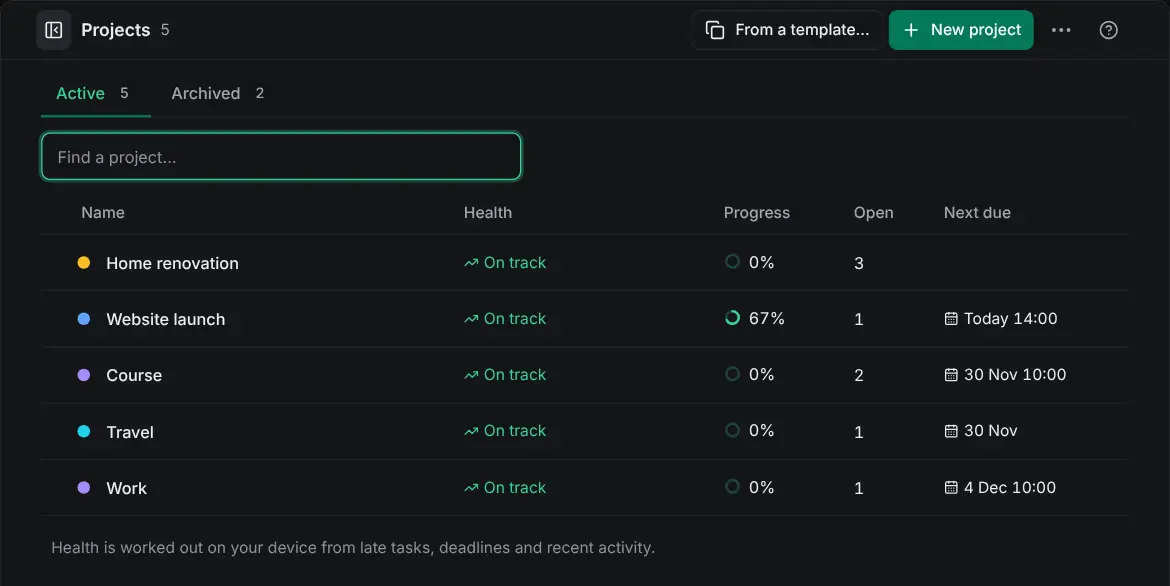 Projects 5 From a template... New project
Active 5 Archived 2
Find a project...
Name Health Progress Open Next due
Home renovation On track 0% 3
Website launch On track 67% 1 Today 14:00
Course On track 0% 2 30 Nov 10:00
Travel On track 0% 1 30 Nov
Work On track 0% 1 4 Dec 10:00
Health is worked out on your device from late tasks, deadlines and recent activity.